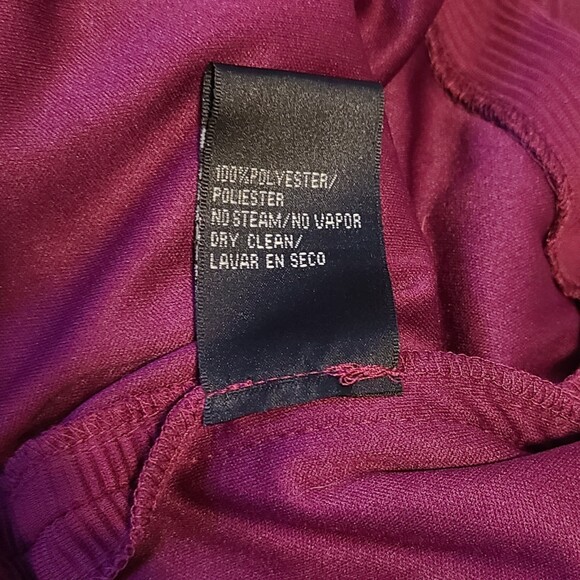 100%POLYESTER/
POLIESTER
NO STEAM/NO VAPOR
DRY CLEAN/
LAVAR EN SECO